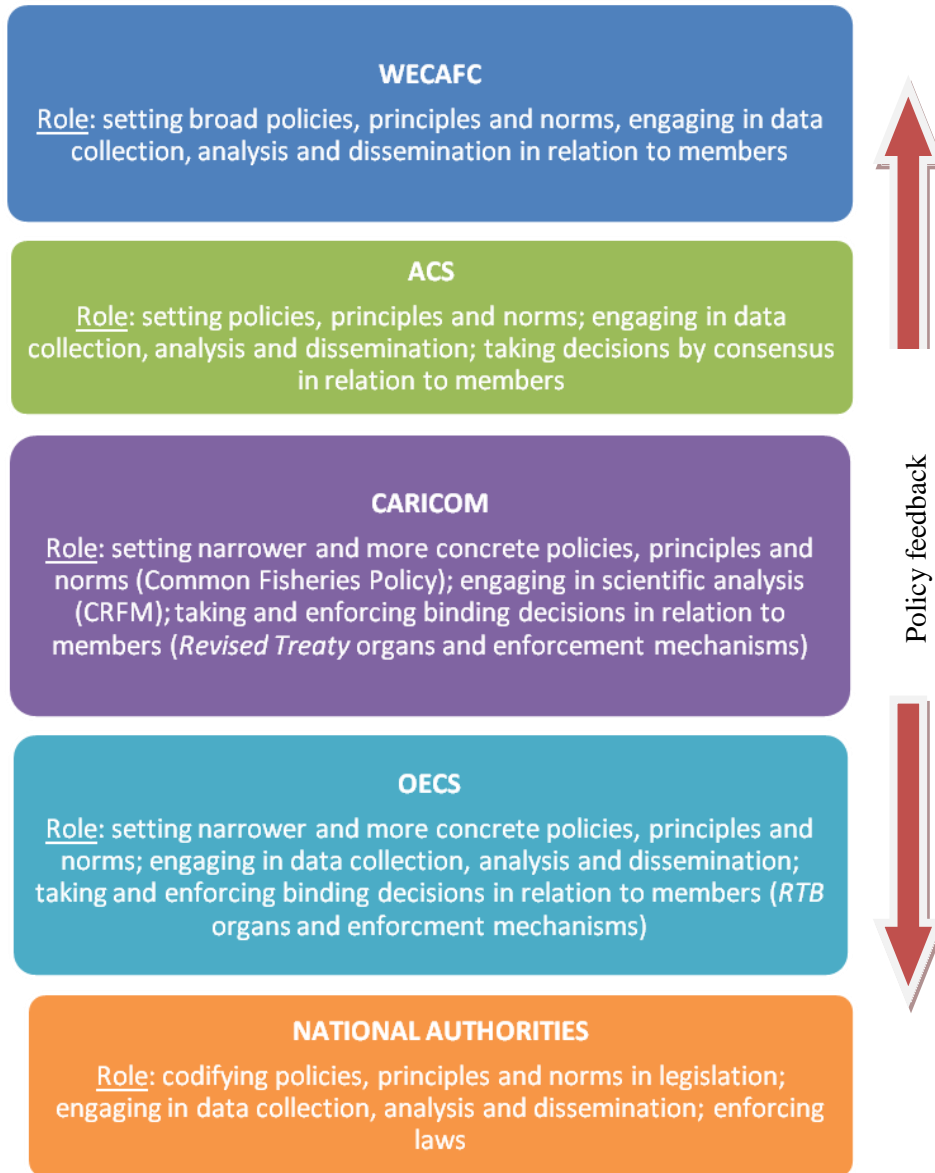 WECAFC
Role: setting broad policies, principles and norms, engaging in data
collection, analysis and dissemination in relation to members
ACS
Role: setting policies, principles and norms; engaging in data
collection, analysis and dissemination; taking decisions by consensus
in relation to members
CARICOM
Role: setting narrower and more concrete policies, principles and
norms (Common Fisheries Policy); engaging in scientific analysis
(CRFM); taking and enforcing binding decisions in relation to
members (Revised Treaty organs and enforcement mechanisms)
OECS
Role: setting narrower and more concrete policies, principles and
norms; engaging in data collection, analysis and dissemination;
taking and enforcing binding decisions in relation to members (RTB
organs and enforcment mechanisms)
NATIONAL AUTHORITIES
Role: codifying policies, principles and norms in legislation;
engaging in data collection, analysis and dissemination; enforcing
laws
Policy feedback